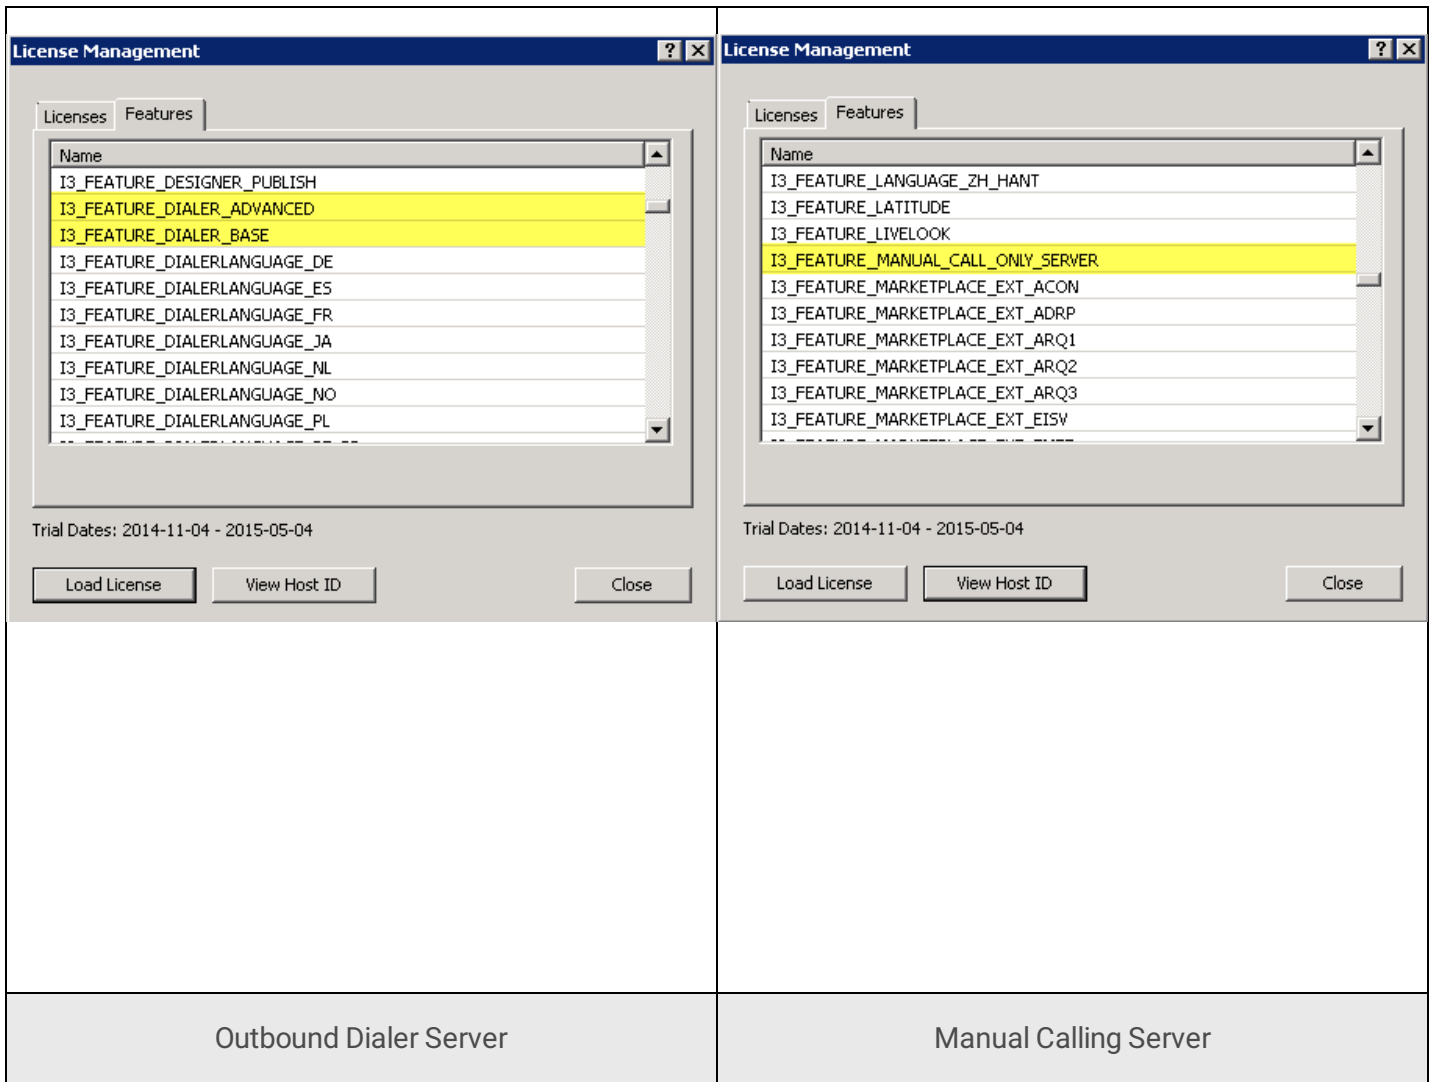 License Management
Licenses
Features
Name
I3_FEATURE_DESIGNER_PUBLISH
I3_FEATURE_DIALER_ADVANCED
I3_FEATURE_DIALER_BASE
I3_FEATURE_DIALERLANGUAGE_DE
I3_FEATURE_DIALERLANGUAGE_ES
I3_FEATURE_DIALERLANGUAGE_FR
I3_FEATURE_DIALERLANGUAGE_JA
I3_FEATURE_DIALERLANGUAGE_NL
I3_FEATURE_DIALERLANGUAGE_NO
I3_FEATURE_DIALERLANGUAGE_PL
Trial Dates: 2014-11-04 - 2015-05-04
Load License
View Host ID
Close
Outbound Dialer Server
License Management
Licenses
Features
Name
I3_FEATURE_LANGUAGE_ZH_HANT
I3_FEATURE_LATITUDE
I3_FEATURE_LIVELOOK
I3_FEATURE_MANUAL_CALL_ONLY_SERVER
I3_FEATURE_MARKETPLACE_EXT_ACON
I3_FEATURE_MARKETPLACE_EXT_ADRP
I3_FEATURE_MARKETPLACE_EXT_ARQ1
I3_FEATURE_MARKETPLACE_EXT_ARQ2
I3_FEATURE_MARKETPLACE_EXT_ARQ3
I3_FEATURE_MARKETPLACE_EXT_EISV
Trial Dates: 2014-11-04 - 2015-05-04
Load License
View Host ID
Close
Manual Calling Server